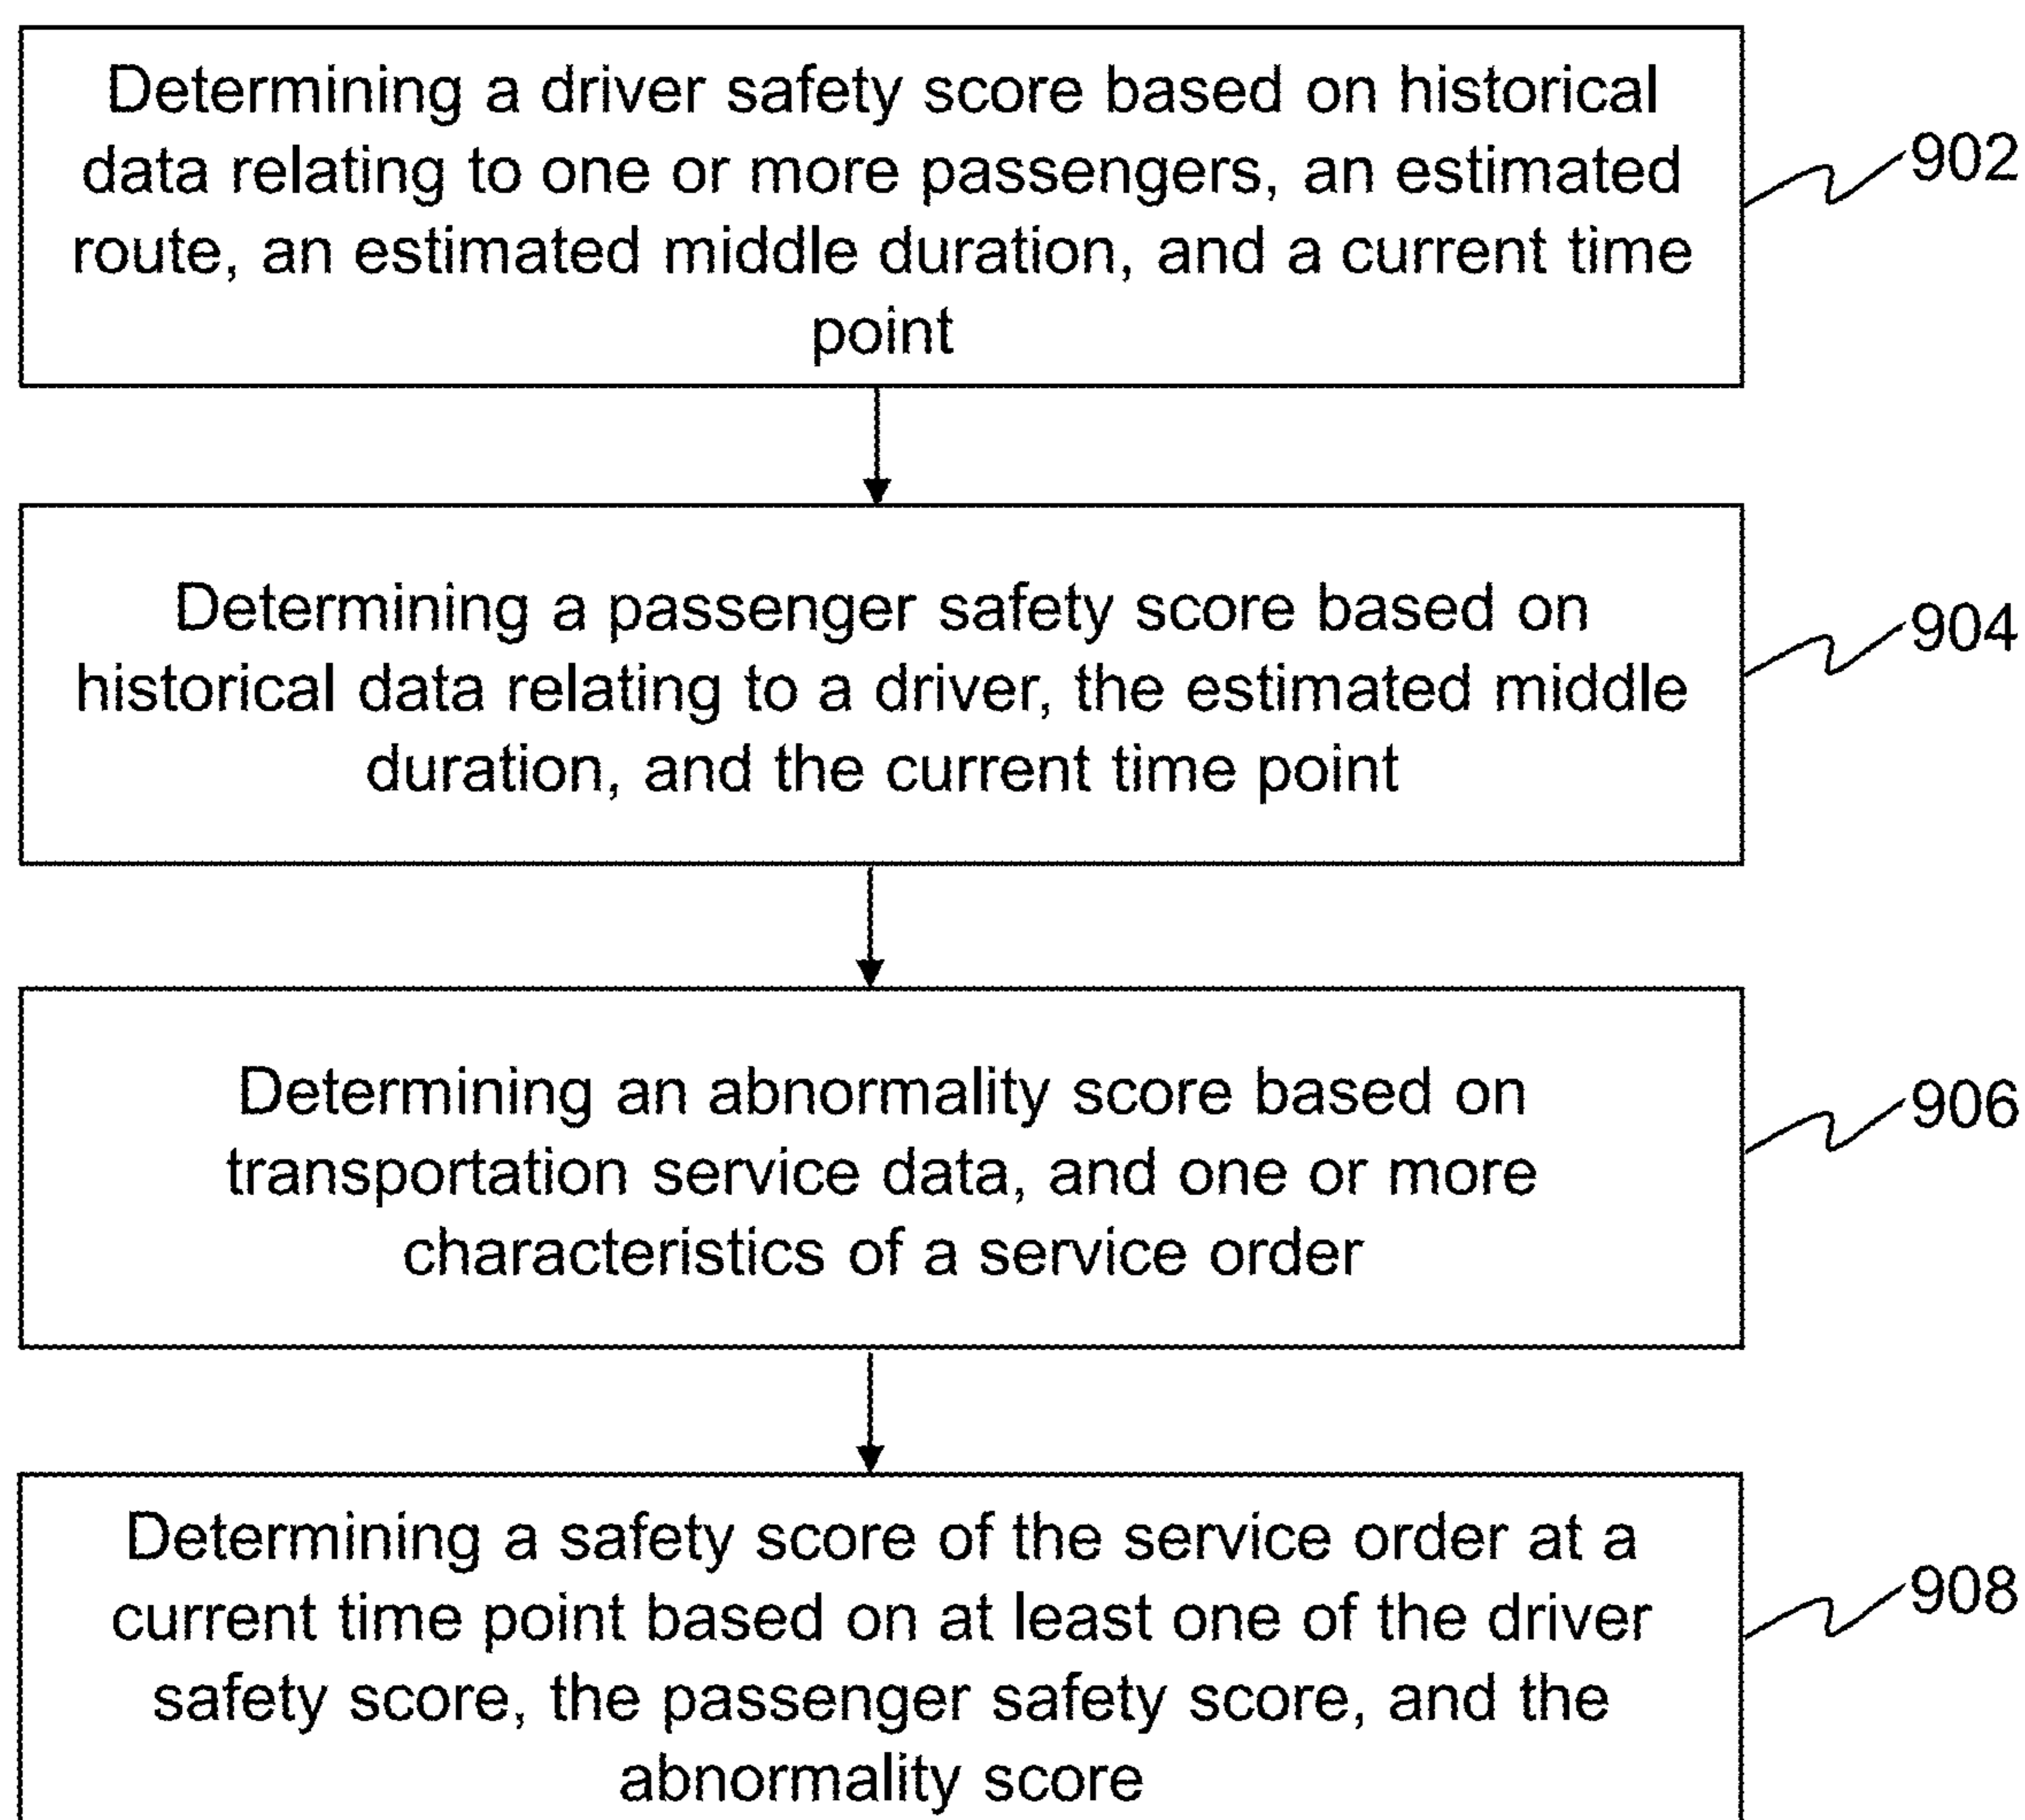 Determining a driver safety score based on historical
data relating to one or more passengers, an estimated
route, an estimated middle duration, and a current time
point
902
Determining a passenger safety score based on
historical data relating to a driver, the estimated middle
duration, and the current time point
904
Determining an abnormality score based on
transportation service data, and one or more
characteristics of a service order
906
Determining a safety score of the service order at a
current time point based on at least one of the driver
safety score, the passenger safety score, and the
abnormality score
908